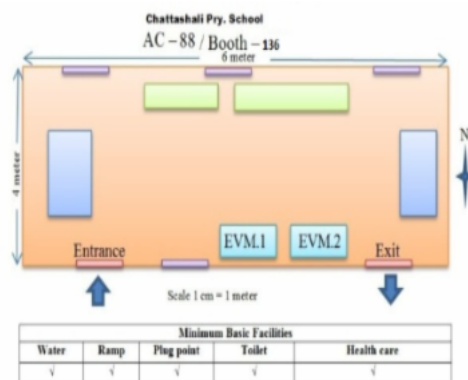 Chattashali Pry. School
AC – 88 / Booth – 136
6 meter
4 meter
N
EVM.1 EVM.2
Entrance Exit
Scale 1 cm = 1 meter
Minimum Basic Facilities
Water Ramp Plug point Toilet Health care
√ √ √ √ √